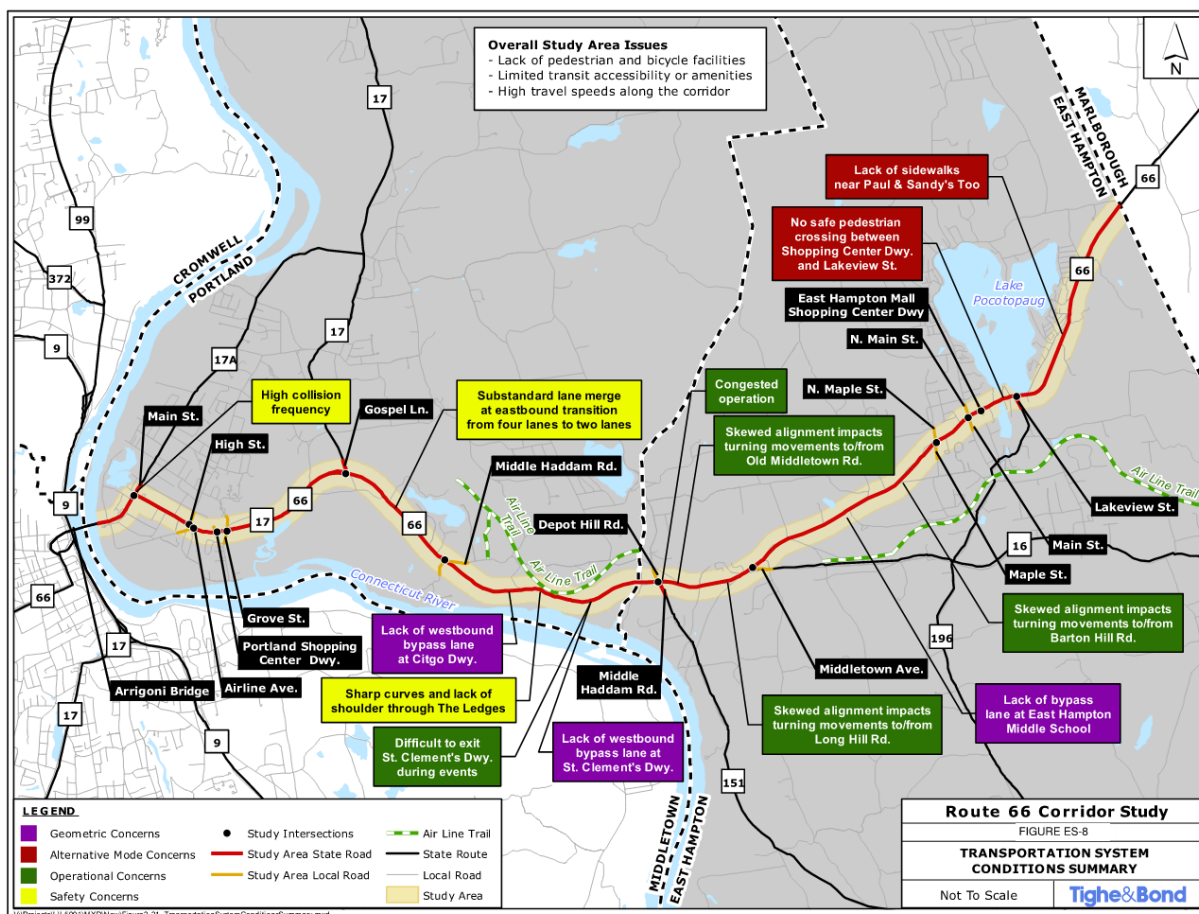 Overall Study Area Issues
- Lack of pedestrian and bicycle facilities
- Limited transit accessibility or amenities
- High travel speeds along the corridor
N
17
MARLBOROUGH
EAST HAMPTON
66
Lack of sidewalks
near Paul & Sandy's Too
99
CROMWELL
PORTLAND
No safe pedestrian
crossing between
Shopping Center Dwy.
and Lakeview St.
372
66
Lake
Pocotopaug
East Hampton Mall
Shopping Center Dwy
9
17
17A
N. Main St.
High collision
frequency
Main St.
Gospel Ln.
Substandard lane merge
at eastbound transition
from four lanes to two lanes
Congested
operation
N. Maple St.
High St.
Skewed alignment impacts
turning movements to/from
Old Middletown Rd.
Middle Haddam Rd.
Air Line Trail
9
66
17
66
Air Line
Trail
Depot Hill Rd.
Lakeview St.
16
Main St.
Air Line Trail
Connecticut River
Maple St.
66
Grove St.
Skewed alignment impacts
turning movements to/from
Barton Hill Rd.
17
Lack of westbound
bypass lane
at Citgo Dwy.
196
Portland Shopping
Center Dwy.
Middletown Ave.
Middle
Haddam Rd.
Arrigoni Bridge
Airline Ave.
Sharp curves and lack of
shoulder through The Ledges
Lack of bypass
lane at East Hampton
Middle School
17
9
Skewed alignment impacts
turning movements to/from
Long Hill Rd.
Difficult to exit
St. Clement's Dwy.
during events
Lack of westbound
bypass lane at
St. Clement's Dwy.
151
MIDDLETOWN
EAST HAMPTON
LEGEND
Geometric Concerns
Alternative Mode Concerns
Operational Concerns
Safety Concerns
Study Intersections
Study Area State Road
Study Area Local Road
Air Line Trail
State Route
Local Road
Study Area
Route 66 Corridor Study
FIGURE ES-8
TRANSPORTATION SYSTEM
CONDITIONS SUMMARY
Not To Scale
Tighe&Bond